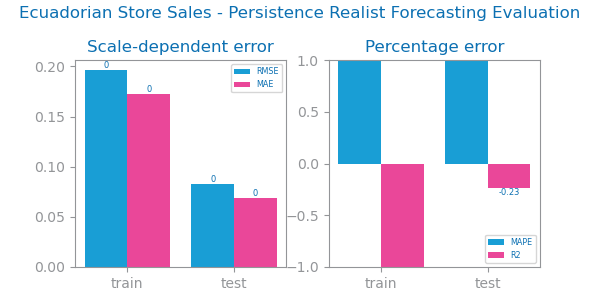 Ecuadorian Store Sales - Persistence Realist Forecasting Evaluation
Scale-dependent error
0.20
0.15
0.10
0.05
0.00
0
0
0
0
RMSE
MAE
train
test
Percentage error
1.0
0.5
0.0
−0.5
−1.0
-0.23
MAPE
R2
train
test